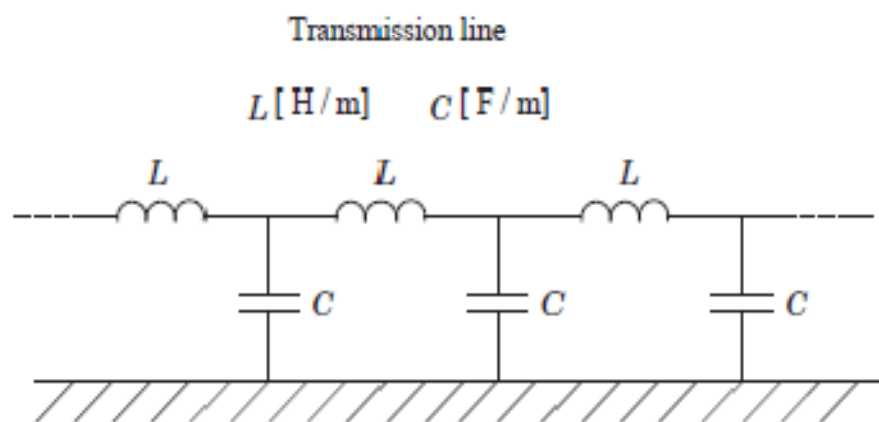 Transmission line
L [ H / m]  C [ F / m]
L L L
C C C